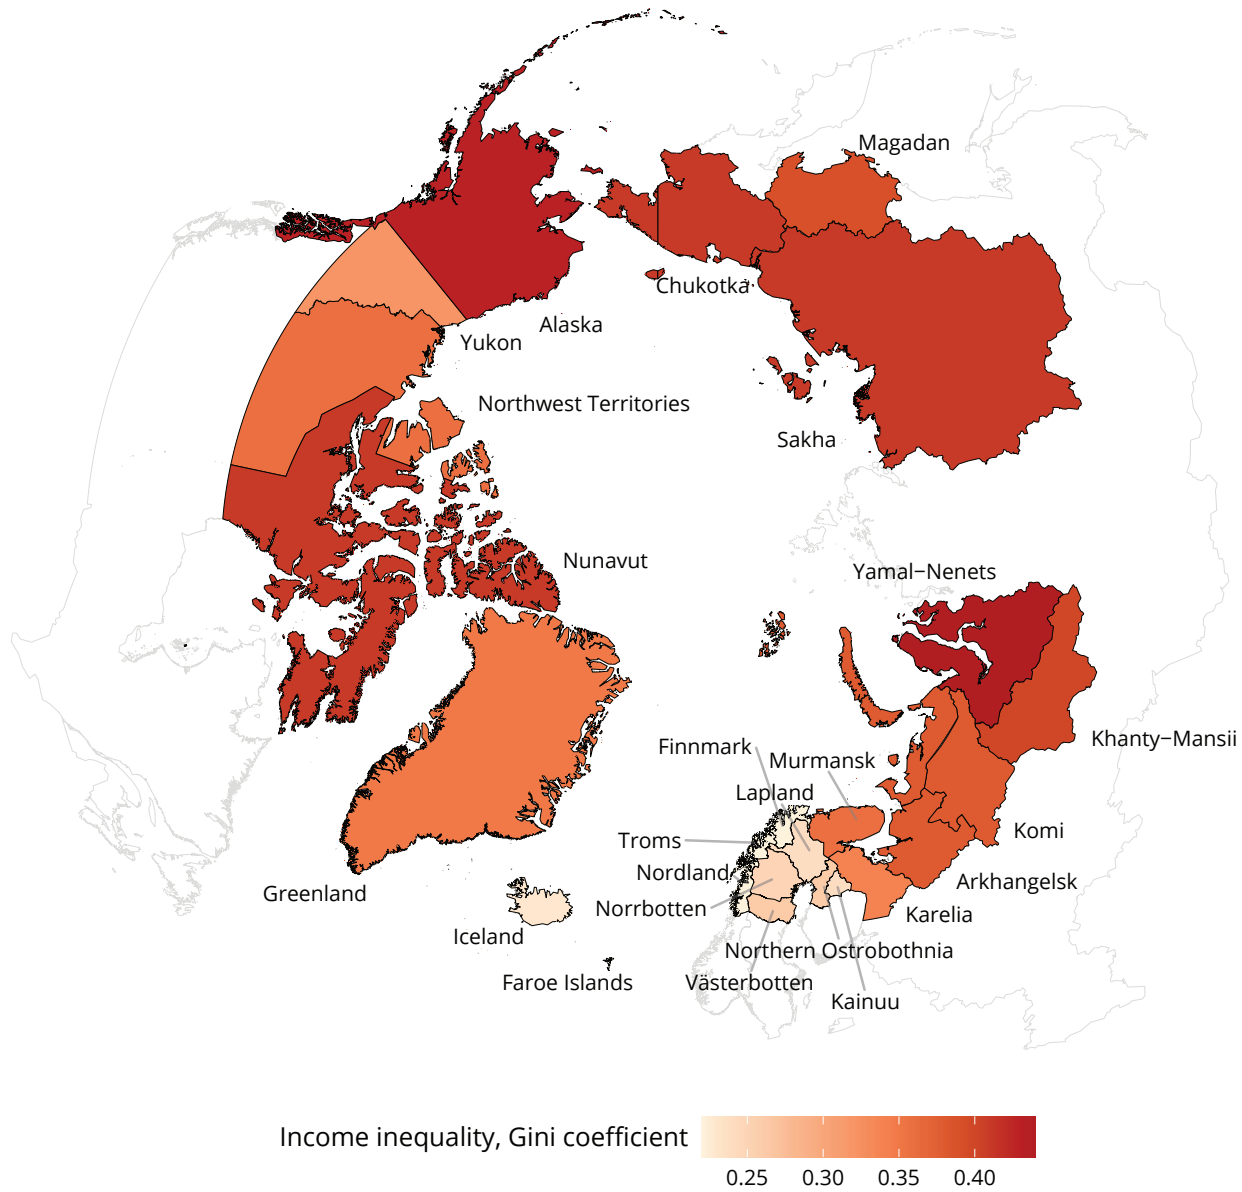 Magadan
Chukotka
Alaska
Yukon
Northwest Territories
Sakha
Nunavut
Yamal−Nenets
Khanty−Mansii
Finnmark
Murmansk
Lapland
Komi
Troms
Nordland
Arkhangelsk
Greenland
Norrbotten
Karelia
Iceland
Northern Ostrobothnia
Faroe Islands
Västerbotten
Kainuu
Income inequality, Gini coefficient
0.25 0.30 0.35 0.40